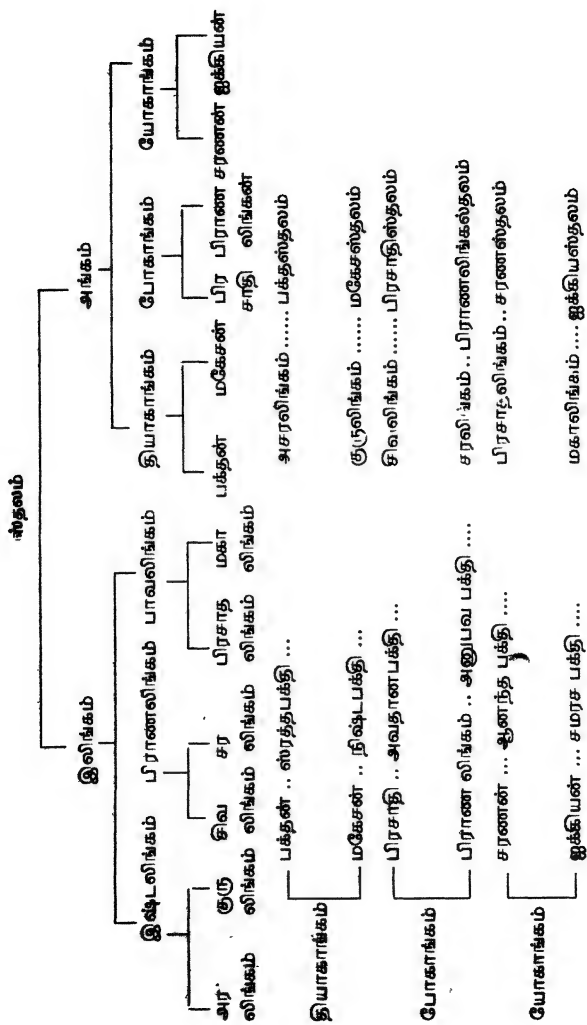 ஸ்தலம்
இலிங்கம் அங்கம்
இஷ்டலிங்கம் பிராணலிங்கம் பாவலிங்கம் தியாகாங்கம் போகாங்கம் யோகாங்கம்
அர குரு சிவ சர பிரசாத மகா பக்தன் மகேசன் பிர பிராண சரணன் ஐக்கியன்
லிங்கம் லிங்கம் லிங்கம் லிங்கம் லிங்கம் லிங்கம் சாதி லிங்கன்
பக்தன் .. ஸ்ரத்தபக்தி ... அசரலிங்கம் ...... பக்தஸ்தலம்
தியாகாங்கம்
மகேசன் .. நிஷ்டபக்தி ... குருலிங்கம் ...... மகேசஸ்தலம்
பிரசாதி .. அவதானபக்தி ... சிவலிங்கம் ...... பிரசாதிஸ்தலம்
போகாங்கம்
பிராண லிங்கம் .. அனுபவ பக்தி .... சரலிங்கம் .. பிராணலிங்கஸ்தலம்
சரணன் ... ஆனந்த பக்தி ..... பிரசாதலிங்கம் .. சரணஸ்தலம்
யோகாங்கம்
ஐக்கியன் ... சமரச பக்தி .... மகாலிங்கம் .... ஐக்கியஸ்தலம்